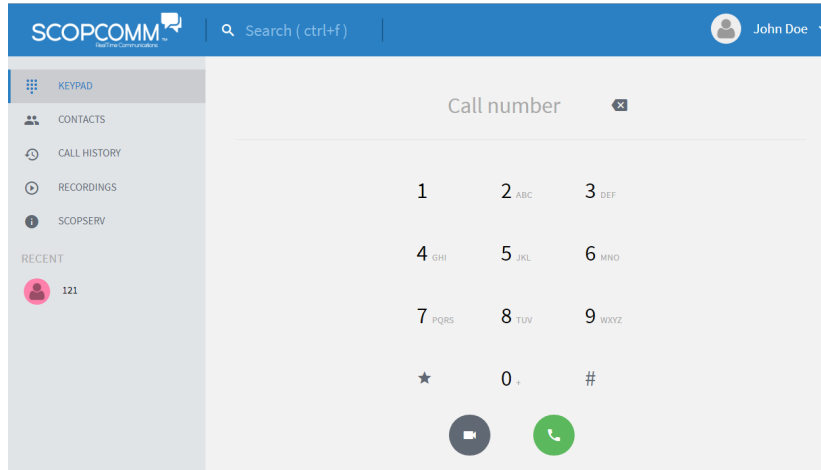 SCOPCOMM™
RealTime Communications
Search ( ctrl+f )
John Doe
KEYPAD
CONTACTS
CALL HISTORY
RECORDINGS
SCOPSERV
RECENT
121
Call number
1
2 ABC
3 DEF
4 GHI
5 JKL
6 MNO
7 PQRS
8 TUV
9 WXYZ
★
0 +
#